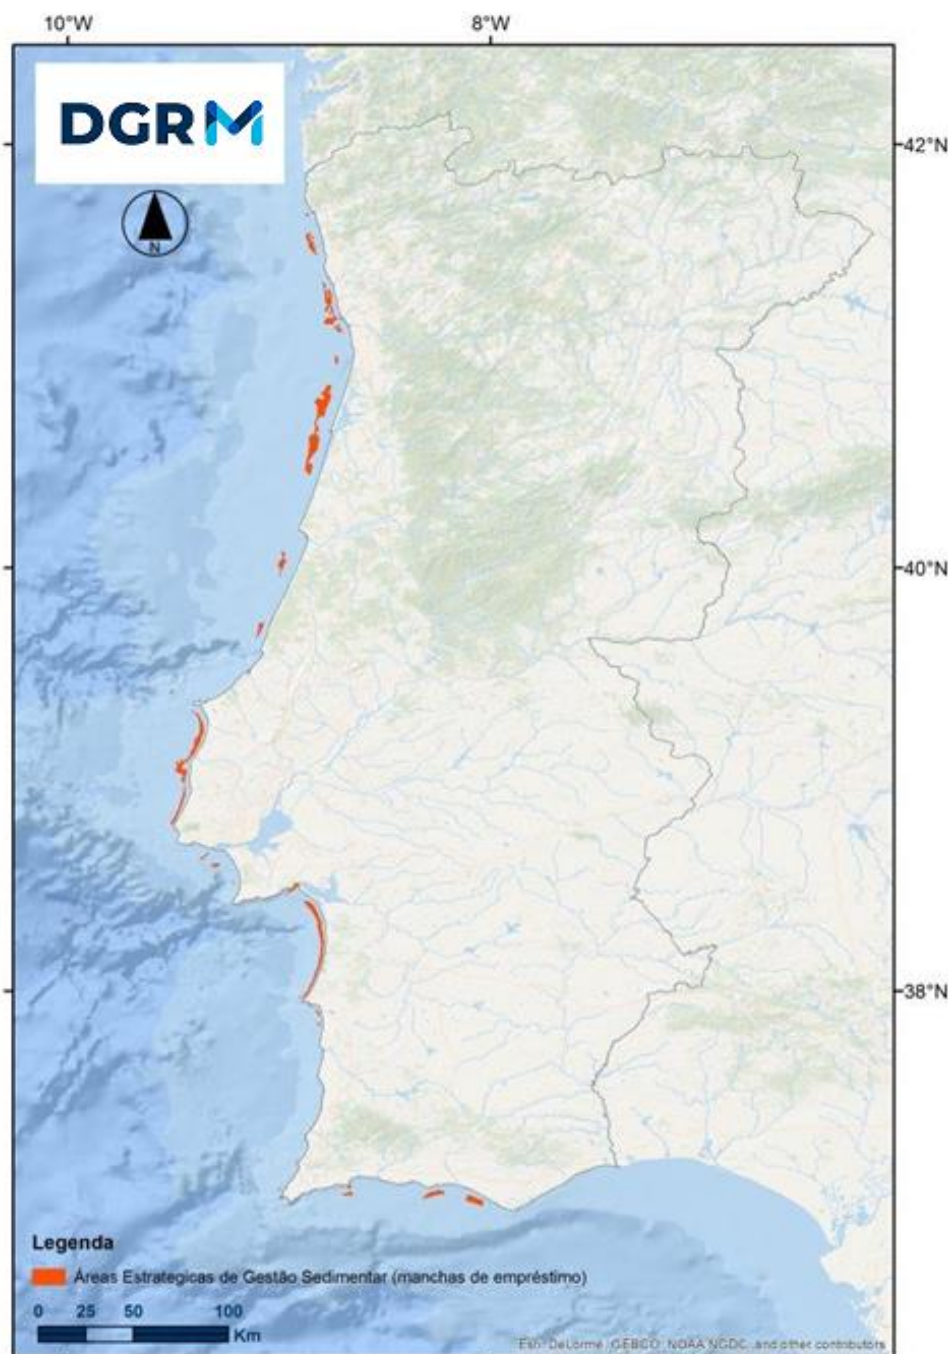 10°W 8°W
DGRM
42°N
N
40°N
38°N
Legenda
Áreas Estrategicas de Gestão Sedimentar (manchas de empréstimo)
0 25 50 100
Km
Esri, DeLorme, GEBCO, NOAA NGDC, and other contributors